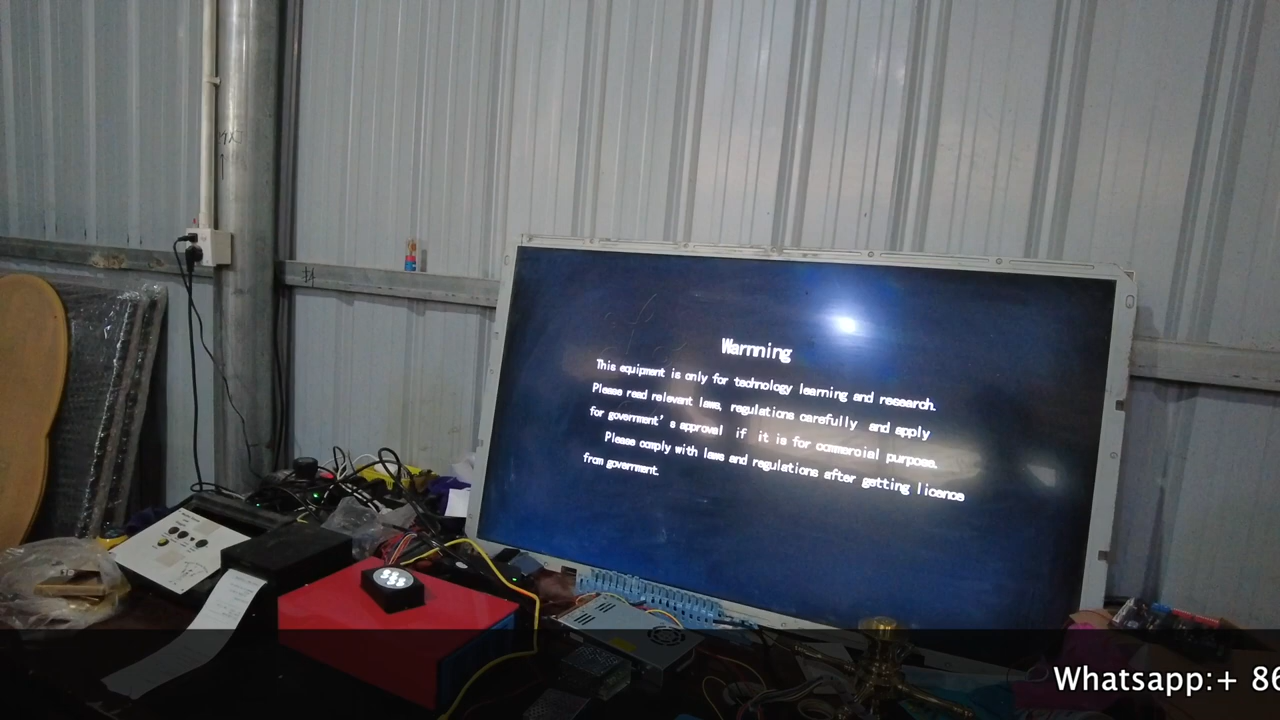 Warnning
This equipment is only for technology learning and research.
Please read relevant laws, regulations carefully and apply
for government's approval if it is for commercial purpose.
Please comply with laws and regulations after getting licence
from government.
Whatsapp:+ 86